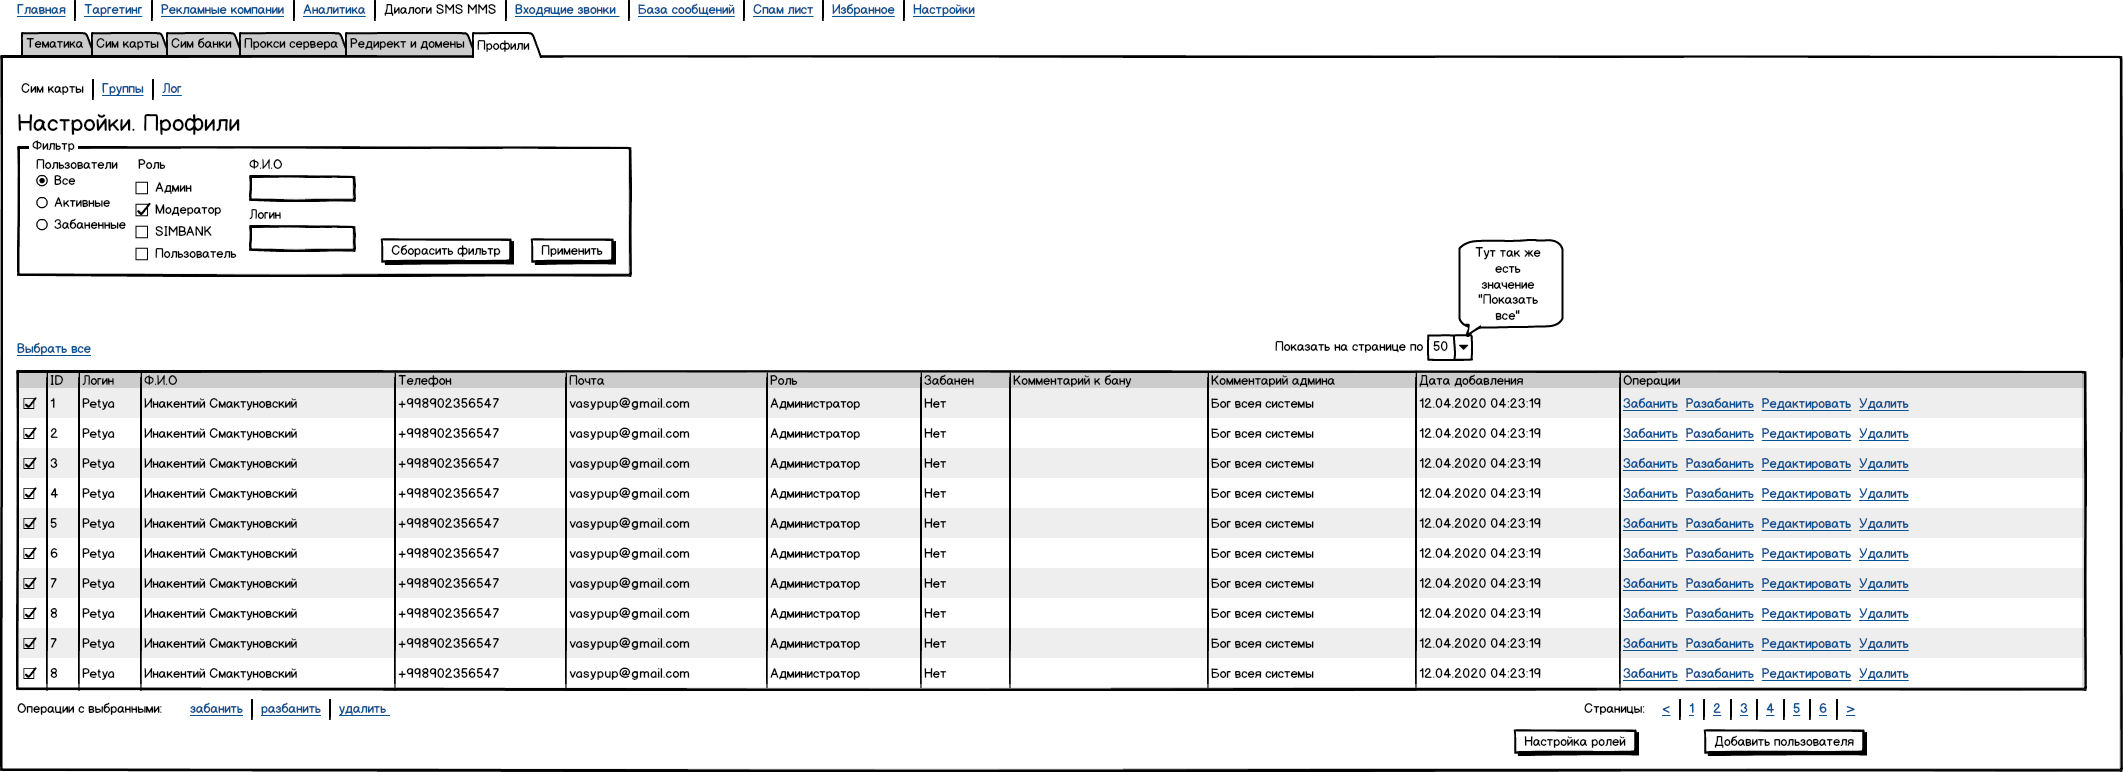 Главная Таргетинг Рекламные компании Аналитика Диалоги SMS MMS Входящие звонки База сообщений Спам лист Избранное Настройки
Тематика Сим карты Сим банки Прокси сервера Редирект и домены Профили
Сим карты Группы Лог
Настройки. Профили
Фильтр
Пользователи Роль Ф.И.О
Все
Админ
Активные
Модератор
Логин
Забаненные
SIMBANK
Пользователь
Сборасить фильтр Применить
Тут так же
есть
значение
"Показать
все"
Выбрать все Показать на странице по 50
ID Логин Ф.И.О Телефон Почта Роль Забанен Комментарий к бану Комментарий админа Дата добавления Операции
1 Petya Инакентий Смактуновский +998902356547 vasypup@gmail.com Администратор Нет Бог всея системы 12.04.2020 04:23:19 Забанить Разабанить Редактировать Удалить
2 Petya Инакентий Смактуновский +998902356547 vasypup@gmail.com Администратор Нет Бог всея системы 12.04.2020 04:23:19 Забанить Разабанить Редактировать Удалить
3 Petya Инакентий Смактуновский +998902356547 vasypup@gmail.com Администратор Нет Бог всея системы 12.04.2020 04:23:19 Забанить Разабанить Редактировать Удалить
4 Petya Инакентий Смактуновский +998902356547 vasypup@gmail.com Администратор Нет Бог всея системы 12.04.2020 04:23:19 Забанить Разабанить Редактировать Удалить
5 Petya Инакентий Смактуновский +998902356547 vasypup@gmail.com Администратор Нет Бог всея системы 12.04.2020 04:23:19 Забанить Разабанить Редактировать Удалить
6 Petya Инакентий Смактуновский +998902356547 vasypup@gmail.com Администратор Нет Бог всея системы 12.04.2020 04:23:19 Забанить Разабанить Редактировать Удалить
7 Petya Инакентий Смактуновский +998902356547 vasypup@gmail.com Администратор Нет Бог всея системы 12.04.2020 04:23:19 Забанить Разабанить Редактировать Удалить
8 Petya Инакентий Смактуновский +998902356547 vasypup@gmail.com Администратор Нет Бог всея системы 12.04.2020 04:23:19 Забанить Разабанить Редактировать Удалить
7 Petya Инакентий Смактуновский +998902356547 vasypup@gmail.com Администратор Нет Бог всея системы 12.04.2020 04:23:19 Забанить Разабанить Редактировать Удалить
8 Petya Инакентий Смактуновский +998902356547 vasypup@gmail.com Администратор Нет Бог всея системы 12.04.2020 04:23:19 Забанить Разабанить Редактировать Удалить
Операции с выбранными: забанить разбанить удалить Страницы: < 1 2 3 4 5 6 >
Настройка ролей Добавить пользователя